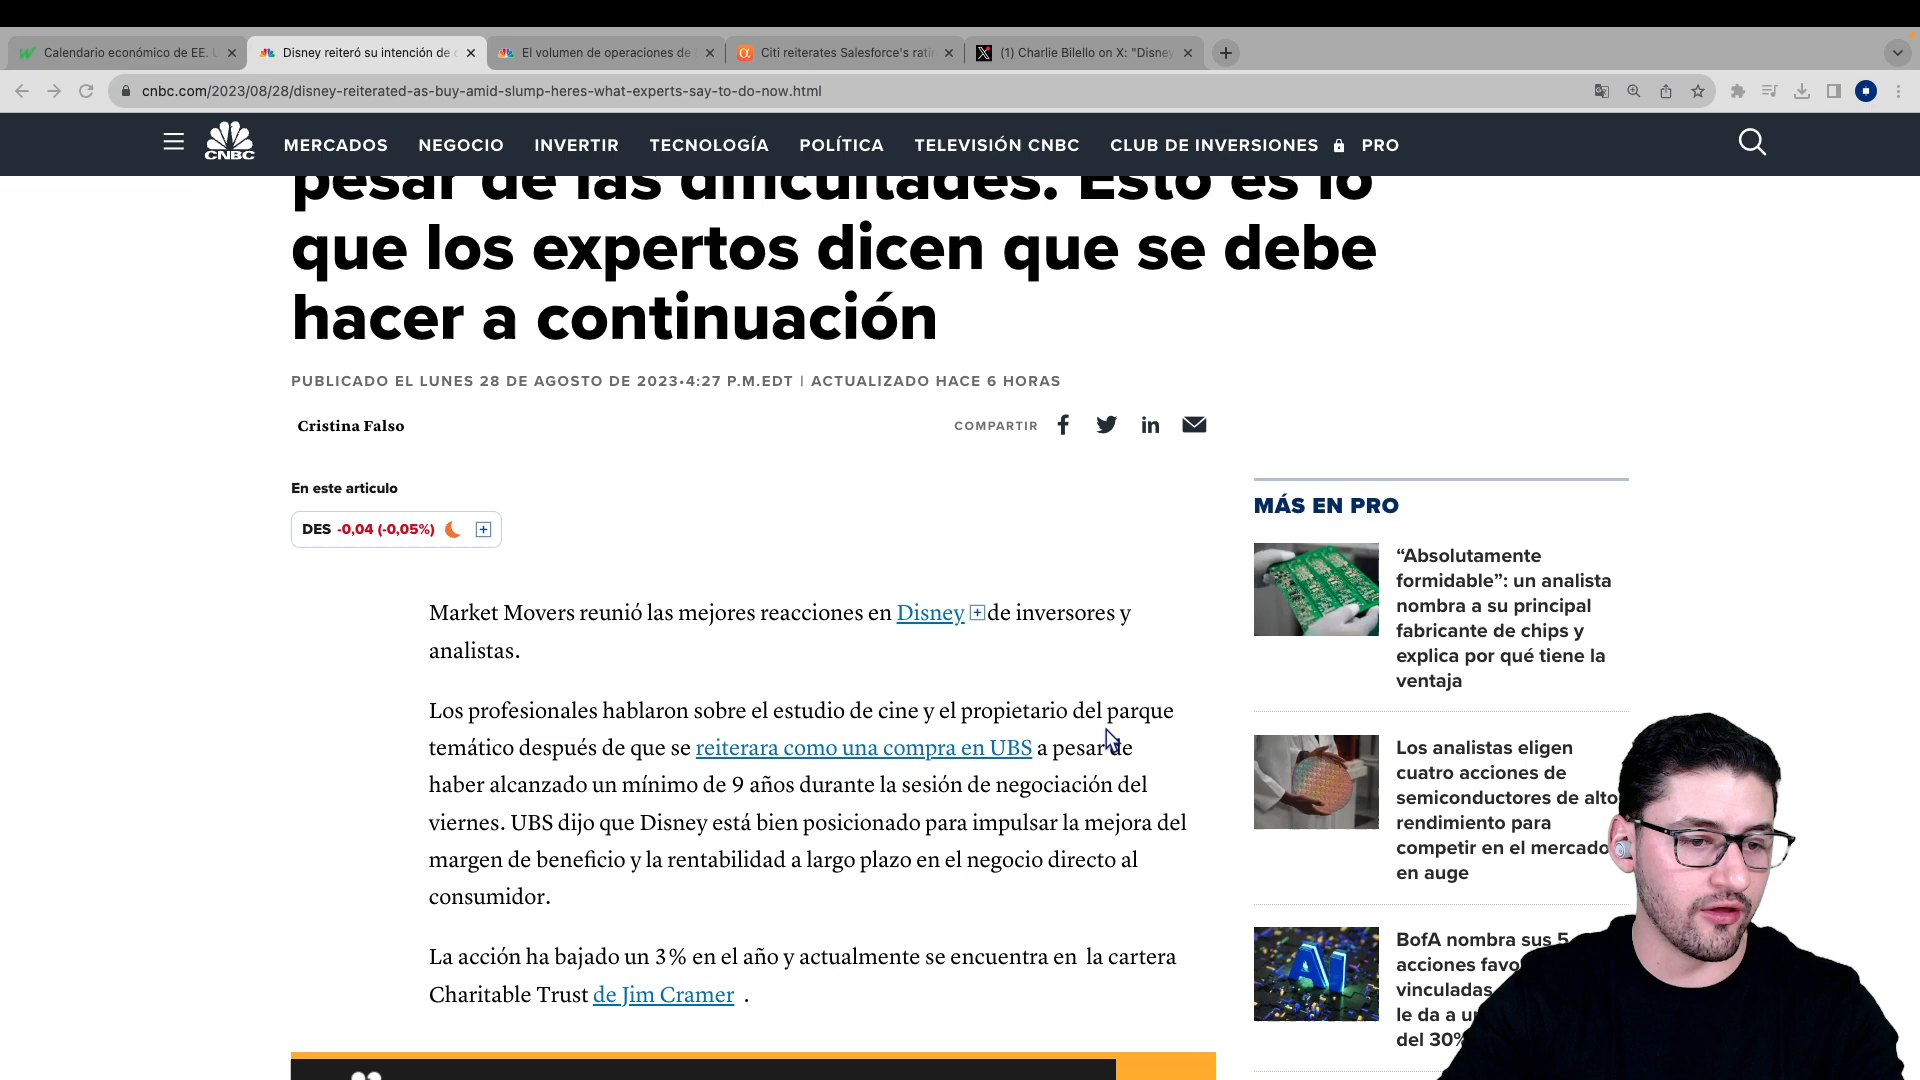 Calendario económico de EE. U
Disney reiteró su intención de c
El volumen de operaciones de
Citi reiterates Salesforce's rati
(1) Charlie Bilello on X: "Disney
cnbc.com/2023/08/28/disney-reiterated-as-buy-amid-slump-heres-what-experts-say-to-do-now.html
CNBC
MERCADOS NEGOCIO INVERTIR TECNOLOGÍA POLÍTICA TELEVISIÓN CNBC CLUB DE INVERSIONES PRO
pesar de las dificultades. Esto es lo
que los expertos dicen que se debe
hacer a continuación
PUBLICADO EL LUNES 28 DE AGOSTO DE 2023•4:27 P.M.EDT | ACTUALIZADO HACE 6 HORAS
Cristina Falso
COMPARTIR
En este articulo
DES -0,04 (-0,05%)
Market Movers reunió las mejores reacciones en Disney de inversores y
analistas.
Los profesionales hablaron sobre el estudio de cine y el propietario del parque
temático después de que se reiterara como una compra en UBS a pesar de
haber alcanzado un mínimo de 9 años durante la sesión de negociación del
viernes. UBS dijo que Disney está bien posicionado para impulsar la mejora del
margen de beneficio y la rentabilidad a largo plazo en el negocio directo al
consumidor.
La acción ha bajado un 3% en el año y actualmente se encuentra en la cartera
Charitable Trust de Jim Cramer .
MÁS EN PRO
“Absolutamente
formidable”: un analista
nombra a su principal
fabricante de chips y
explica por qué tiene la
ventaja
Los analistas eligen
cuatro acciones de
semiconductores de alto
rendimiento para
competir en el mercado
en auge
AI
BofA nombra sus 5
acciones favo
vinculadas
le da a u
del 30%